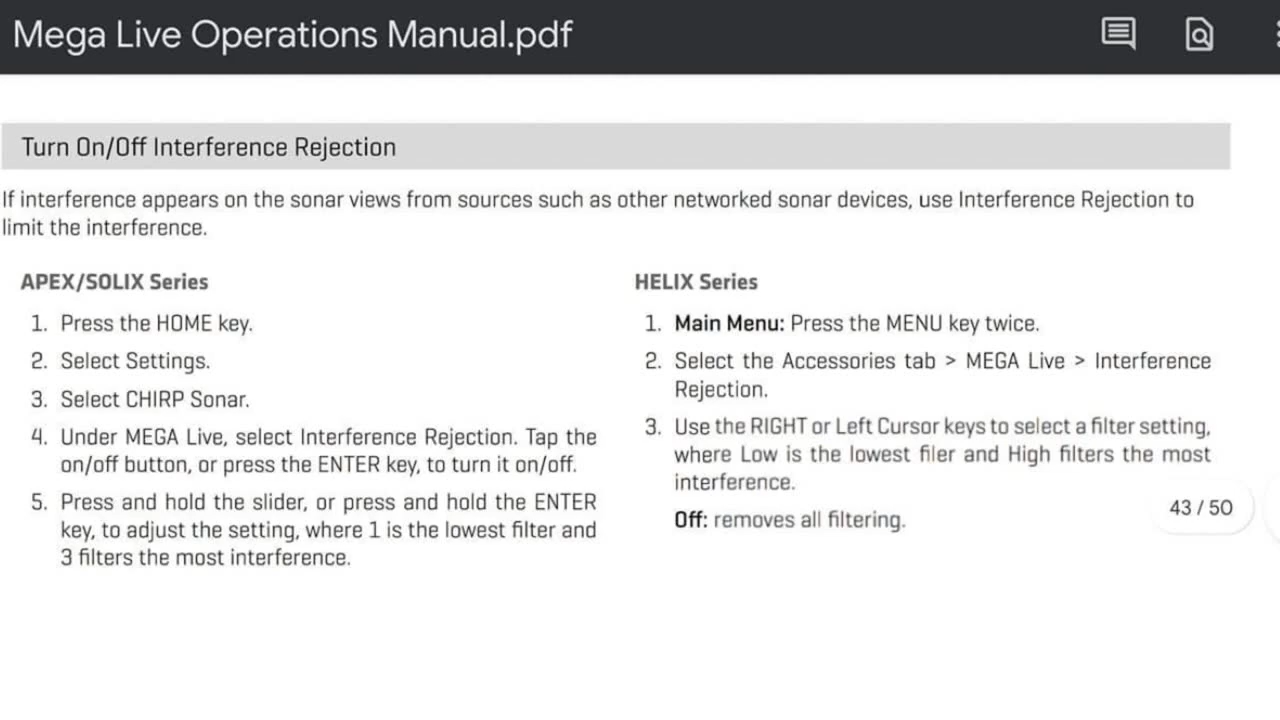 Mega Live Operations Manual.pdf
Turn On/Off Interference Rejection
If interference appears on the sonar views from sources such as other networked sonar devices, use Interference Rejection to
limit the interference.
APEX/SOLIX Series
1. Press the HOME key.
2. Select Settings.
3. Select CHIRP Sonar.
4. Under MEGA Live, select Interference Rejection. Tap the
on/off button, or press the ENTER key, to turn it on/off.
5. Press and hold the slider, or press and hold the ENTER
key, to adjust the setting, where 1 is the lowest filter and
3 filters the most interference.
HELIX Series
1. Main Menu: Press the MENU key twice.
2. Select the Accessories tab > MEGA Live > Interference
Rejection.
3. Use the RIGHT or Left Cursor keys to select a filter setting,
where Low is the lowest filer and High filters the most
interference.
Off: removes all filtering.
43 / 50